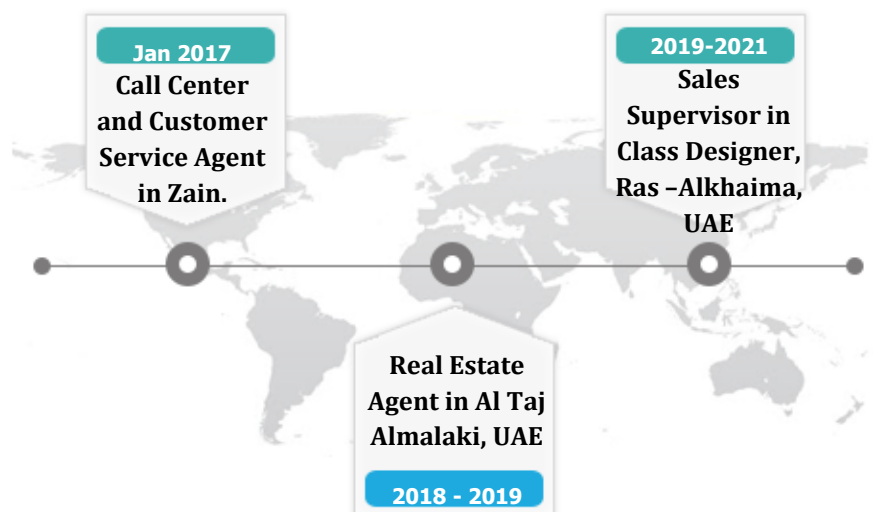 Jan 2017
Call Center
and Customer
Service Agent
in Zain.
Real Estate
Agent in Al Taj
Almalaki, UAE
2018 - 2019
2019-2021
Sales
Supervisor in
Class Designer,
Ras –Alkhaima,
UAE